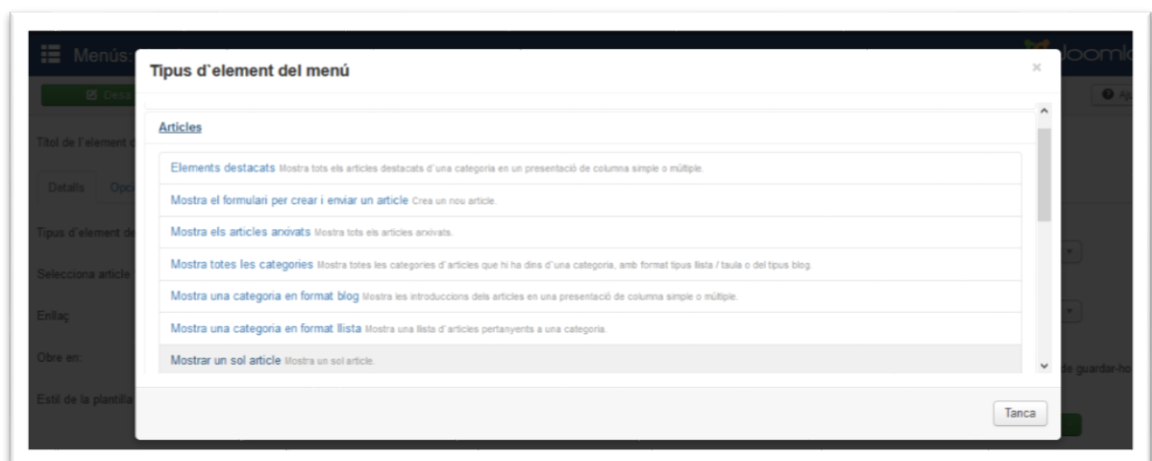 Menús:
Joomla
Tipus d`element del menú
×
Desa
Aju
Articles
Títol de l'element d
Elements destacats Mostra tots els articles destacats d'una categoria en un presentació de columna simple o múltiple.
Detalls Opci
Mostra el formulari per crear i enviar un article Crea un nou article.
Tipus d'element de
Mostra els articles arxivats Mostra tots els articles arxivats.
Selecciona article
Mostra totes les categories Mostra totes les categories d'articles que hi ha dins d'una categoria, amb format tipus llista / taula o del tipus blog.
Mostra una categoria en format blog Mostra les introduccions dels articles en una presentació de columna simple o múltiple.
Enllaç
Mostra una categoria en format llista Mostra una llista d'articles pertanyents a una categoria.
Obre en:
Mostrar un sol article Mostra un sol article.
de guardar-ho
Estil de la plantilla
Tanca